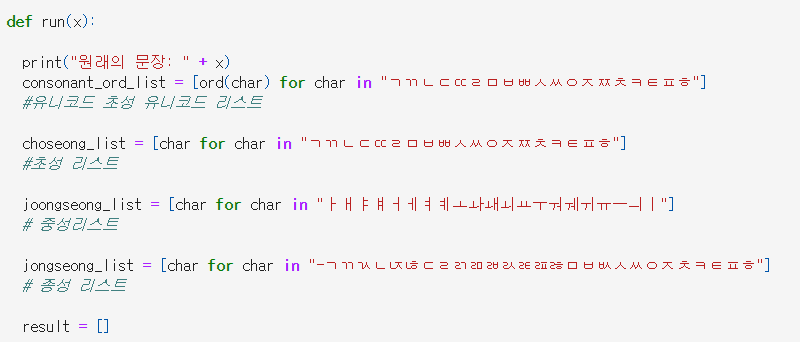 def run(x):
print("원래의 문장: " + x)
consonant_ord_list = [ord(char) for char in "ㄱㄲㄴㄷㄸㄹㅁㅂㅃㅅㅆㅇㅈㅉㅊㅋㅌㅍㅎ"]
#유니코드 초성 유니코드 리스트
choseong_list = [char for char in "ㄱㄲㄴㄷㄸㄹㅁㅂㅃㅅㅆㅇㅈㅉㅊㅋㅌㅍㅎ"]
#초성 리스트
joongseong_list = [char for char in "ㅏㅐㅑㅒㅓㅔㅕㅖㅗㅘㅙㅚㅛㅜㅝㅞㅟㅠㅡㅢㅣ"]
# 중성리스트
jongseong_list = [char for char in "-ㄱㄲㄳㄴㄵㄶㄷㄹㄺㄻㄼㄽㄾㄿㅀㅁㅂㅄㅅㅆㅇㅈㅊㅋㅌㅍㅎ"]
# 종성 리스트
result = []